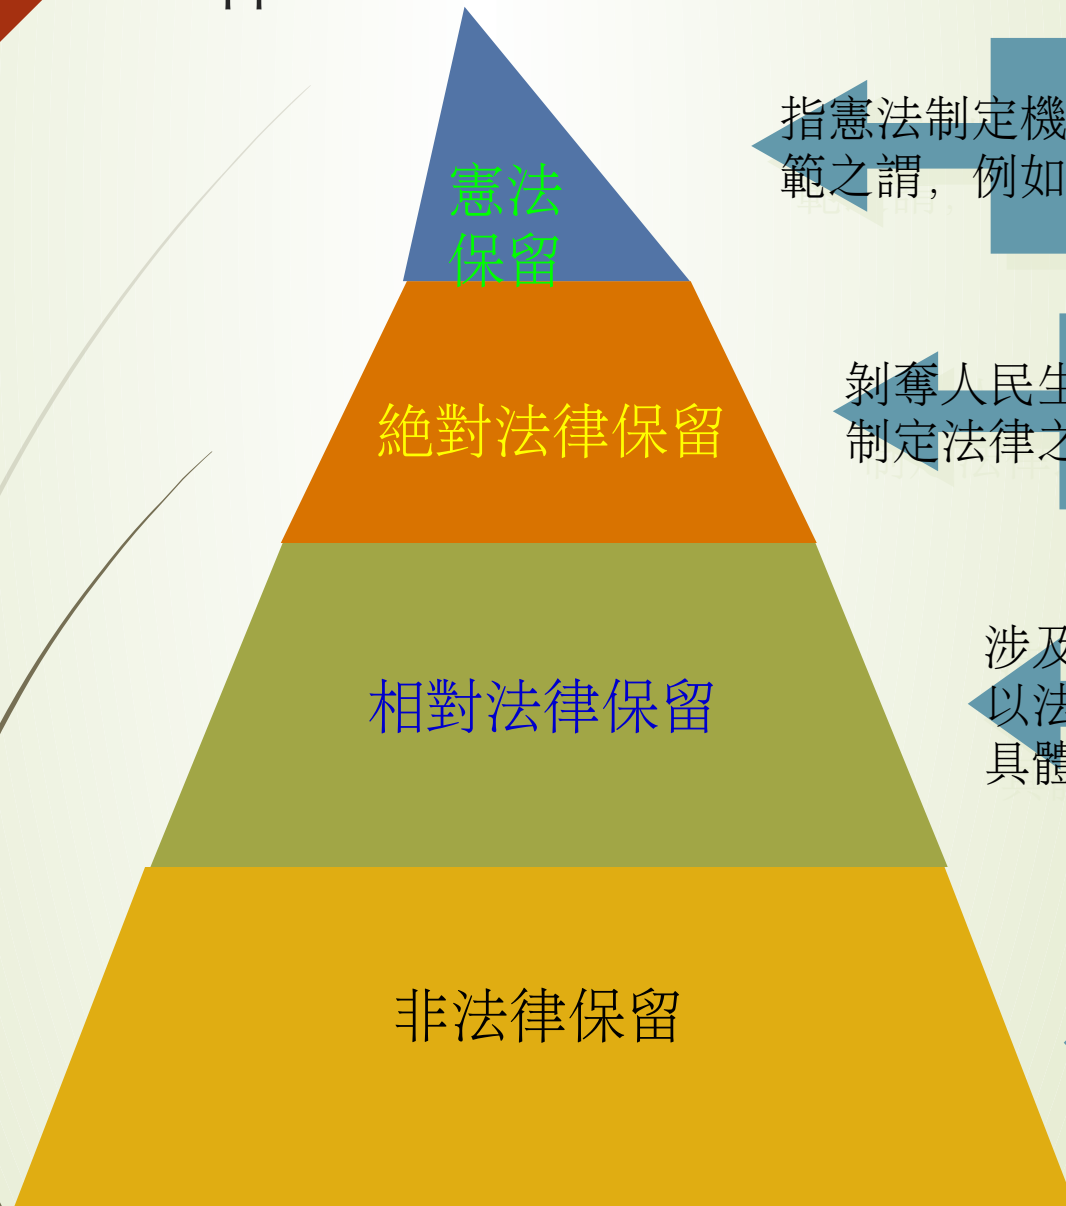 憲法
保留
指憲法制定機
範之謂，例如
絶對法律保留
剝奪人民生
制定法律之
相對法律保留
涉及
以法
具體
非法律保留